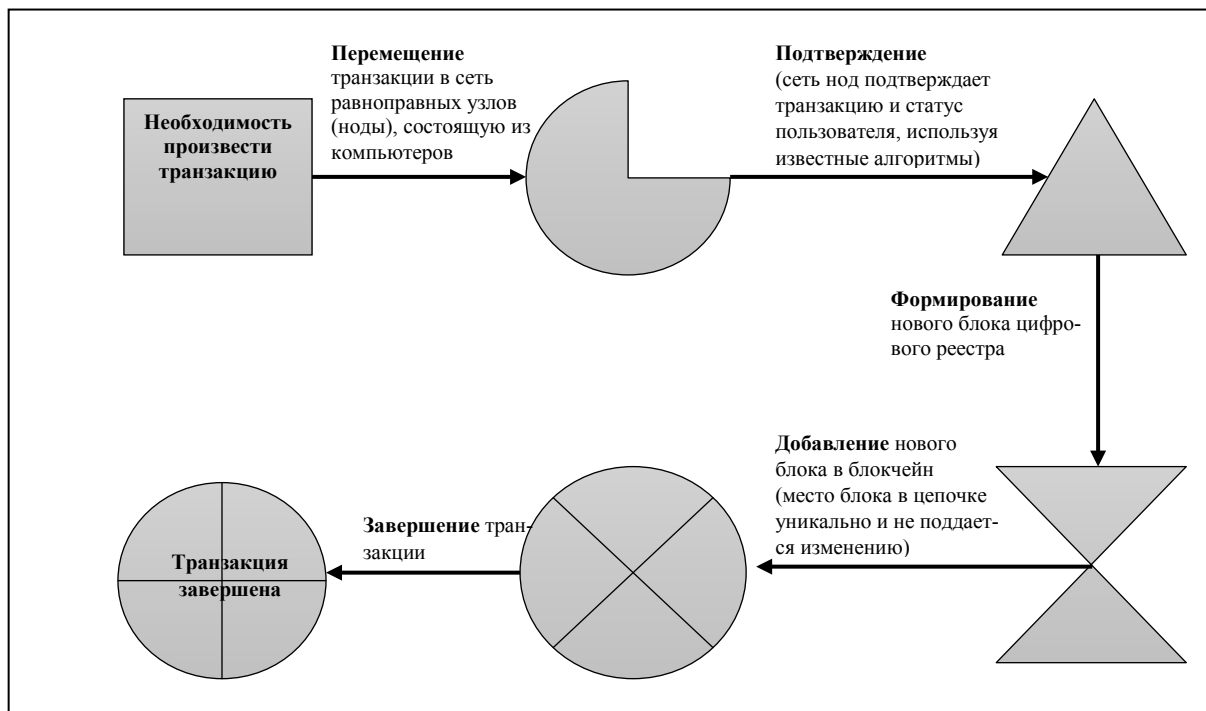 Необходимость
произвести
транзакцию
Перемещение
транзакции в сеть
равноправных узлов
(ноды), состоящую из
компьютеров
Подтверждение
(сеть нод подтверждает
транзакцию и статус
пользователя, используя
известные алгоритмы)
Формирование
нового блока цифро-
вого реестра
Добавление нового
блока в блокчейн
(место блока в цепочке
уникально и не поддает-
ся изменению)
Завершение тран-
закции
Транзакция
завершена